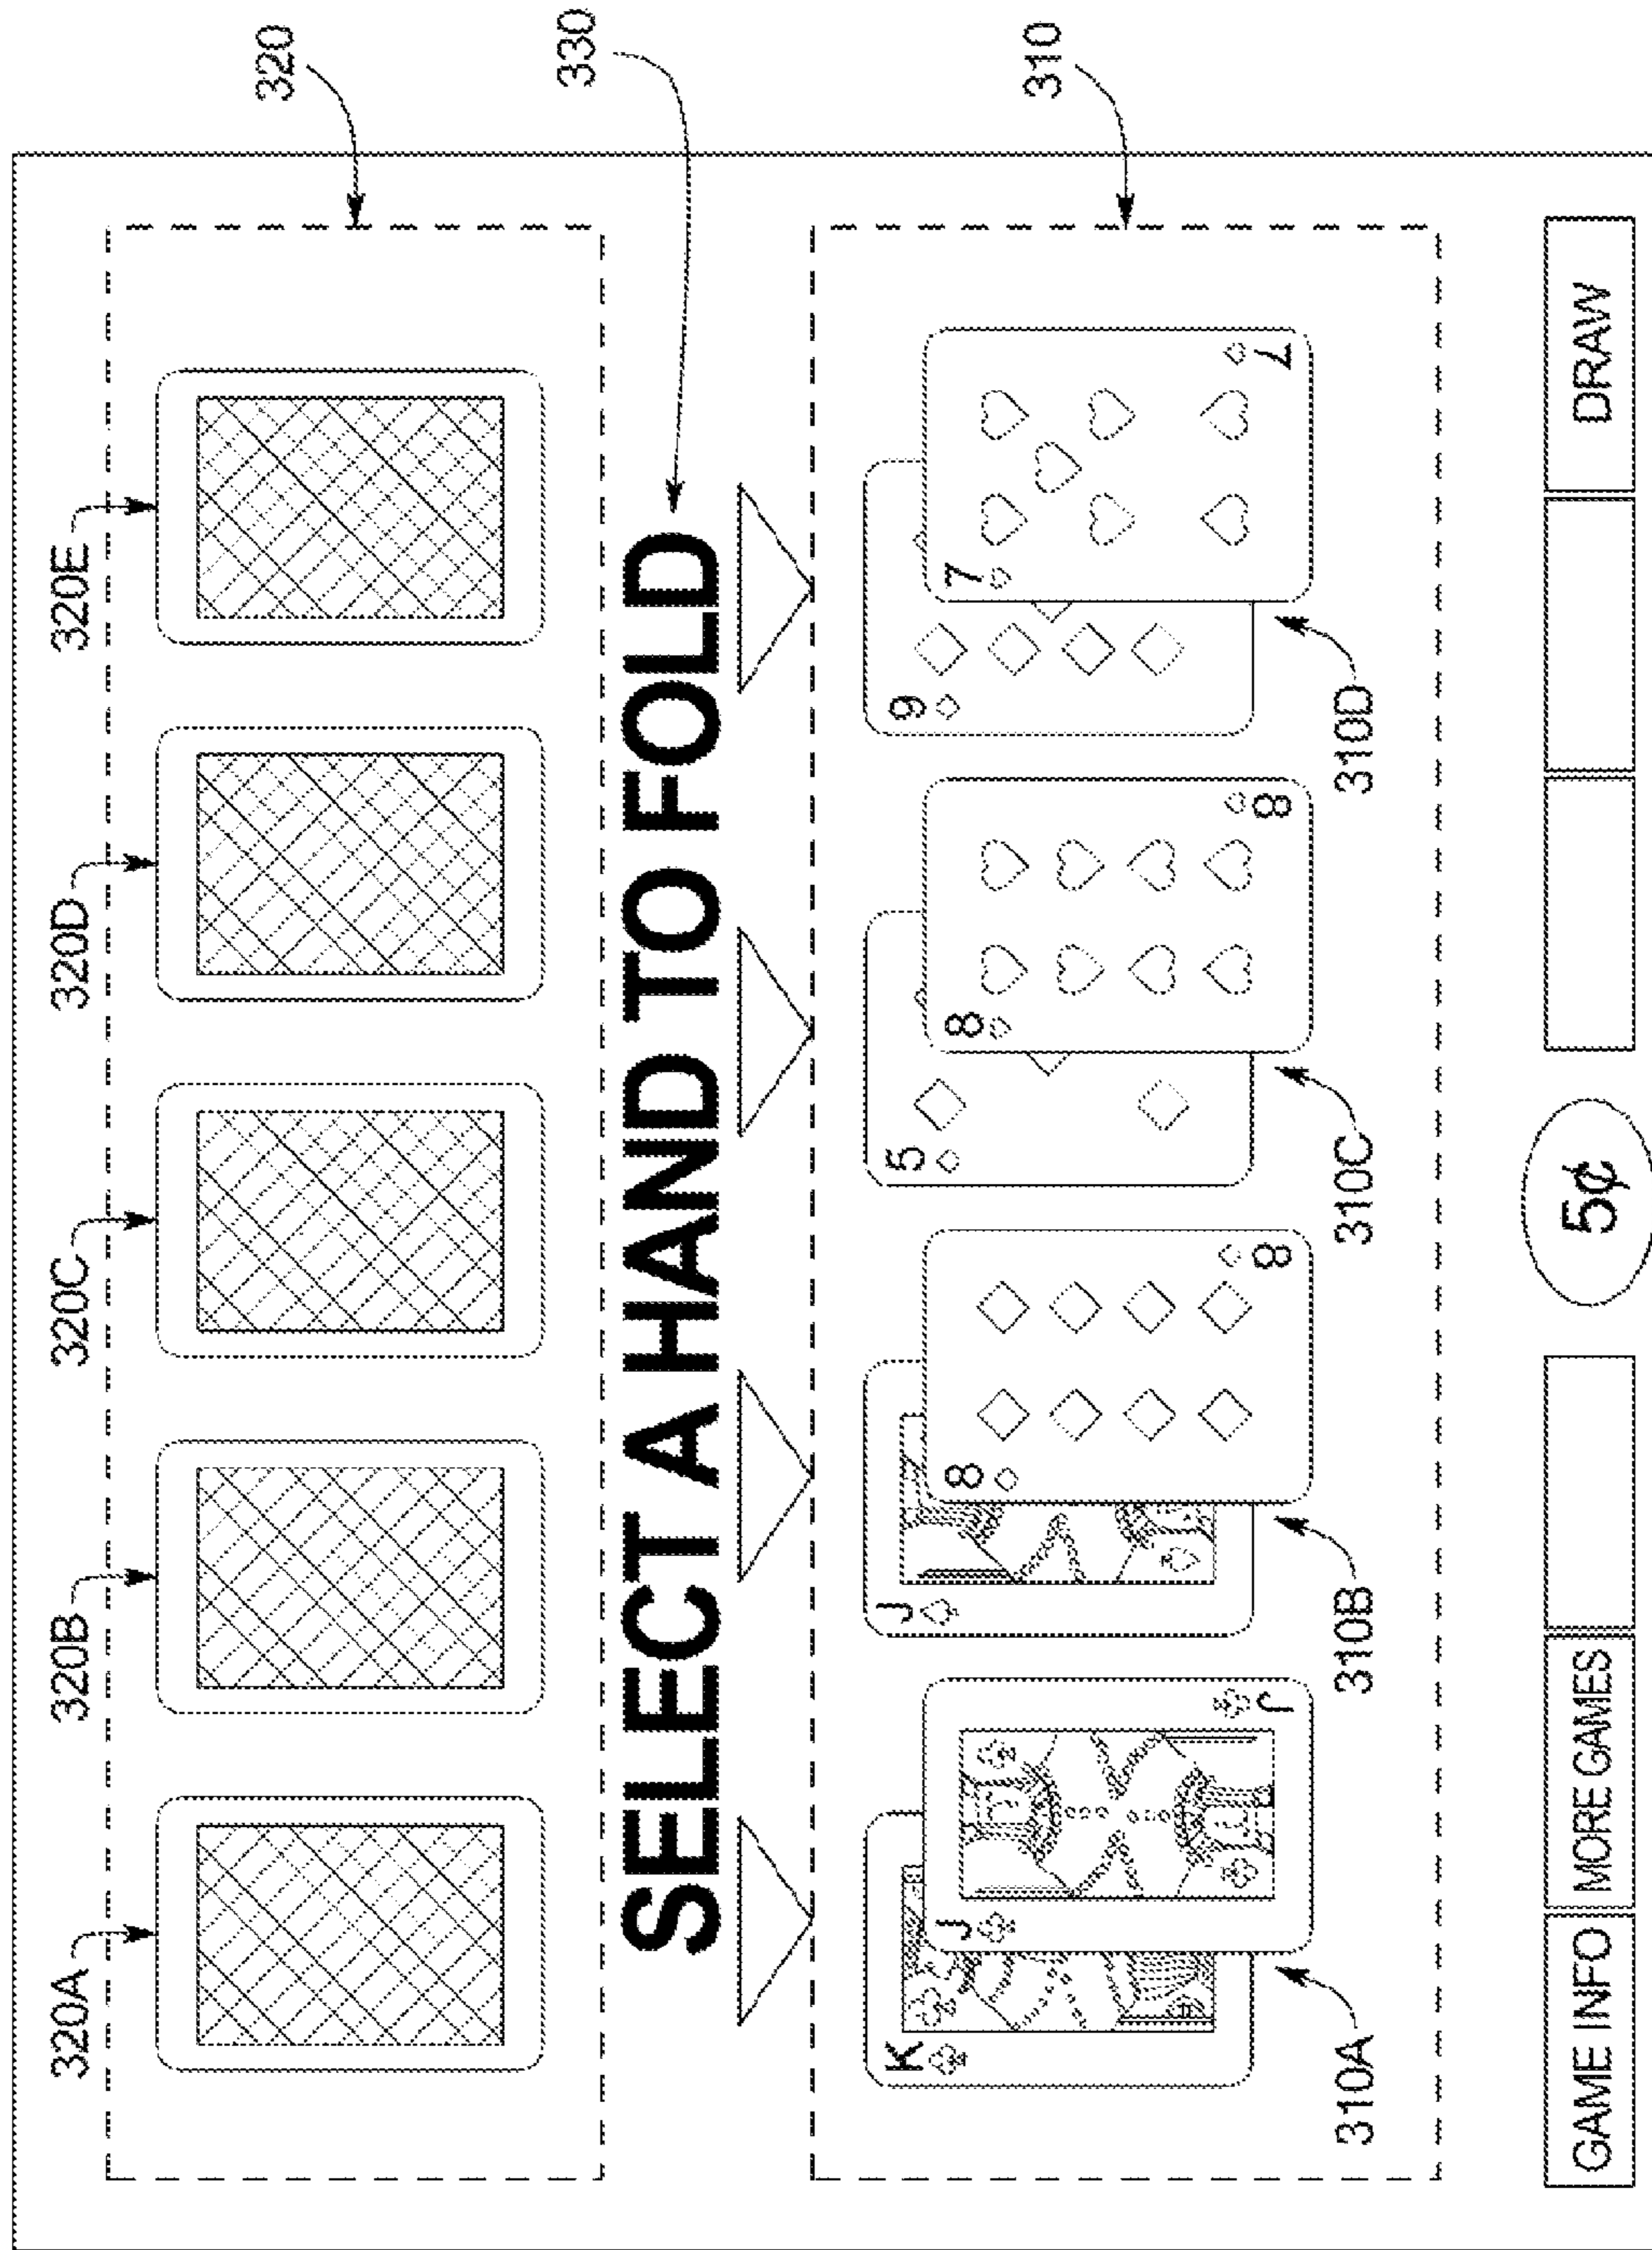 320
320A 320B 320C 320D 320E
330
SELECT A HAND TO FOLD
310
K J J 8 5 8 9 7
J 8 8 7
310A 310B 310C 310D
GAME INFO MORE GAMES 5¢ DRAW